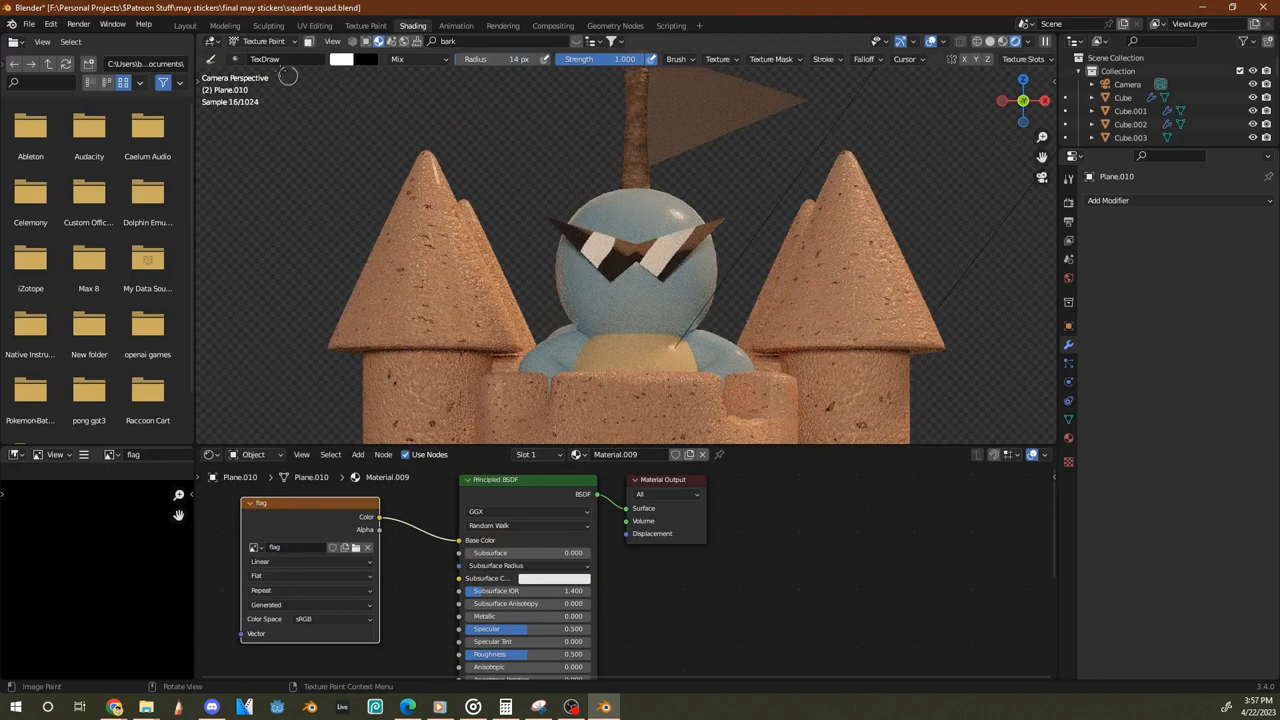 Blender* [F:\Personal Projects\Patreon Stuff\may stickers\final may stickers\squirtle squad.blend]
File Edit Render Window Help Layout Modeling Sculpting UV Editing Texture Paint Shading Animation Rendering Compositing Geometry Nodes Scripting Scene ViewLayer
View Select Texture Paint View bark
C:\Users\b...ocuments\ TexDraw Mix Radius 14 px Strength 1.000 Brush Texture Texture Mask Stroke Falloff Cursor X Y Z Texture Slots
Collection
Camera Perspective
(2) Plane.010
Sample 16/1024
Camera
Cube
Cube.001
Cube.002
Cube.003
Ableton Audacity Caelum Audio
Celemony Custom Offic... Dolphin Emu...
iZotope Max 8 My Data Sou...
Native Instru... New folder openai games
Pokemon-Bat... pong gpt3 Raccoon Cart
Y
X
Plane.010
Add Modifier
View flag
Object View Select Add Node Use Nodes Slot 1 Material.009
Plane.010 Plane.010 Material.009
flag
Color
Alpha
flag
Linear
Flat
Repeat
Generated
Color Space sRGB
Vector
Principled BSDF
BSDF
GGX
Random Walk
Base Color
Subsurface 0.000
Subsurface Radius
Subsurface C...
Subsurface IOR 1.400
Subsurface Anisotropy 0.000
Metallic 0.000
Specular 0.500
Specular Tint 0.000
Roughness 0.500
Anisotropic 0.000
Material Output
All
Surface
Volume
Displacement
Image Paint Rotate View Texture Paint Context Menu 3.4.0
Live
3:57 PM
4/22/2023